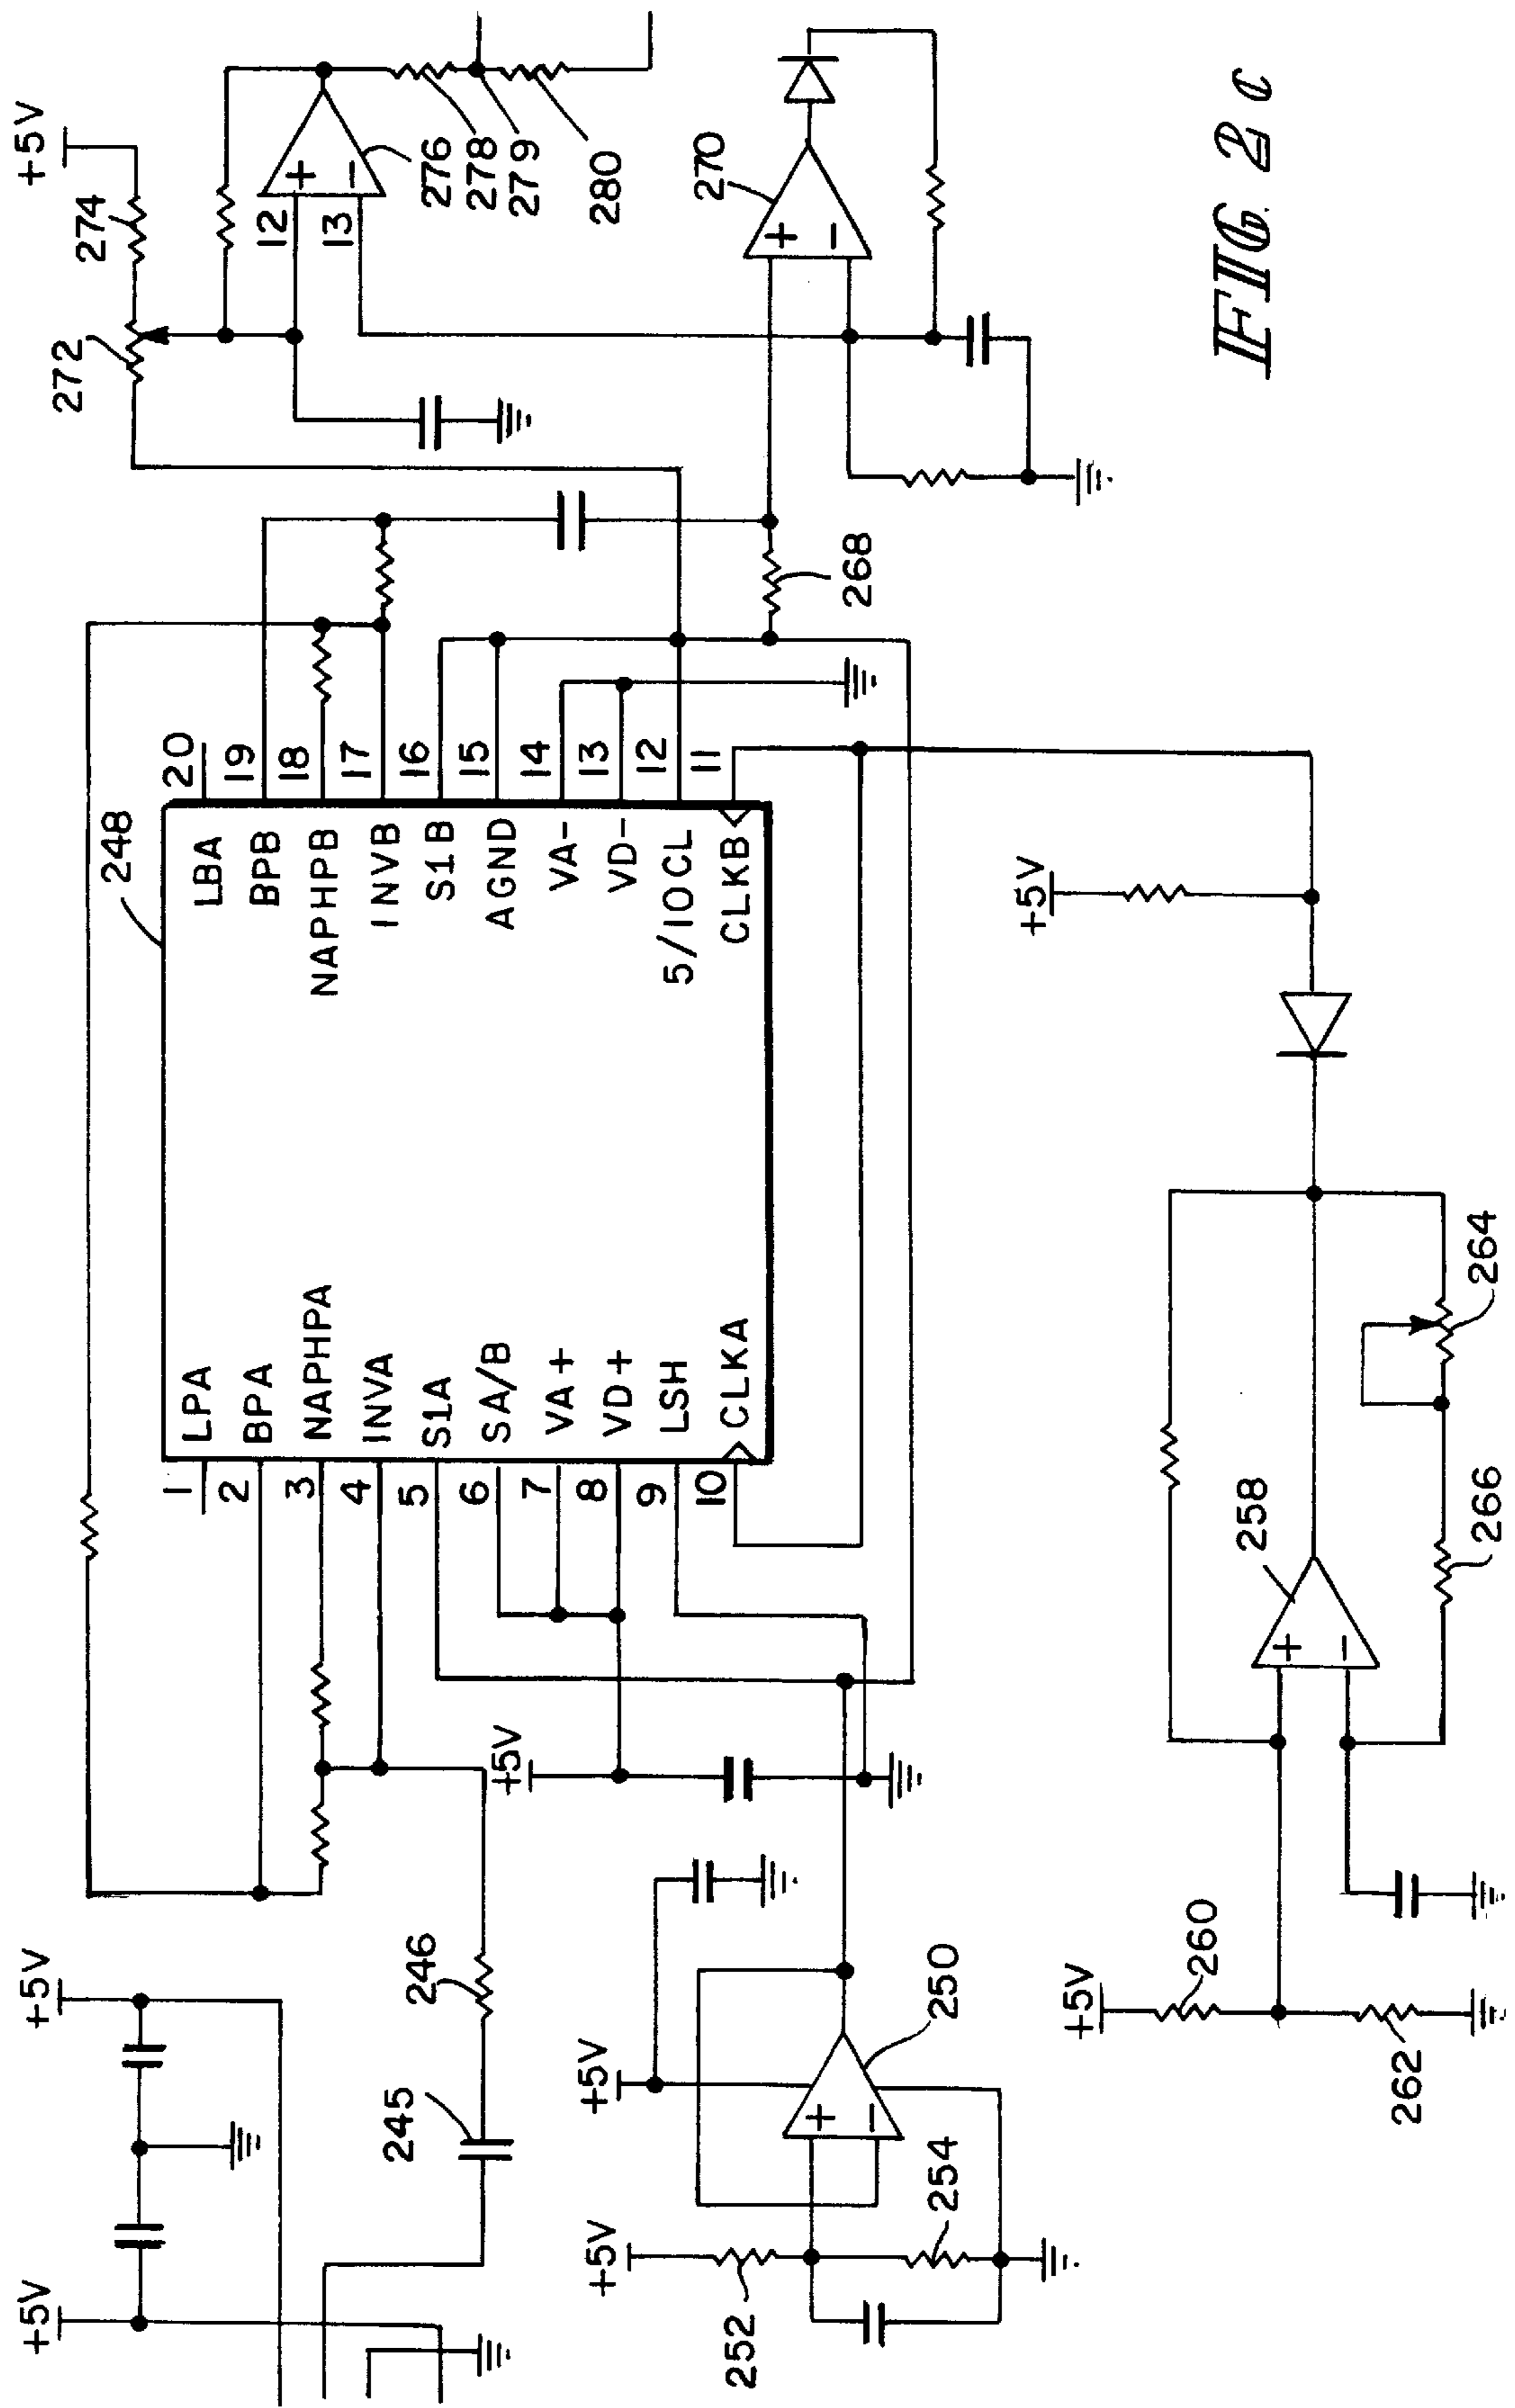 +5V
+5V
245
246
+5V
252
254
+5V
250
+5V
248
1 LPA
2 BPA
3 NAPHPA
4 INVA
5 S1A
6 SA/B
7 VA+
8 VD+
9 LSH
10 CLKA
LBA 20
BPB 19
NAPHPB 18
INVB 17
S1B 16
AGND 15
VA- 14
VD- 13
5/10CL 12
CLKB 11
272
274
+5V
12
13
+
-
276
278
279
280
268
270
+
-
+
-
+5V
260
262
258
+
-
266
264
+5V
FIG. 2c